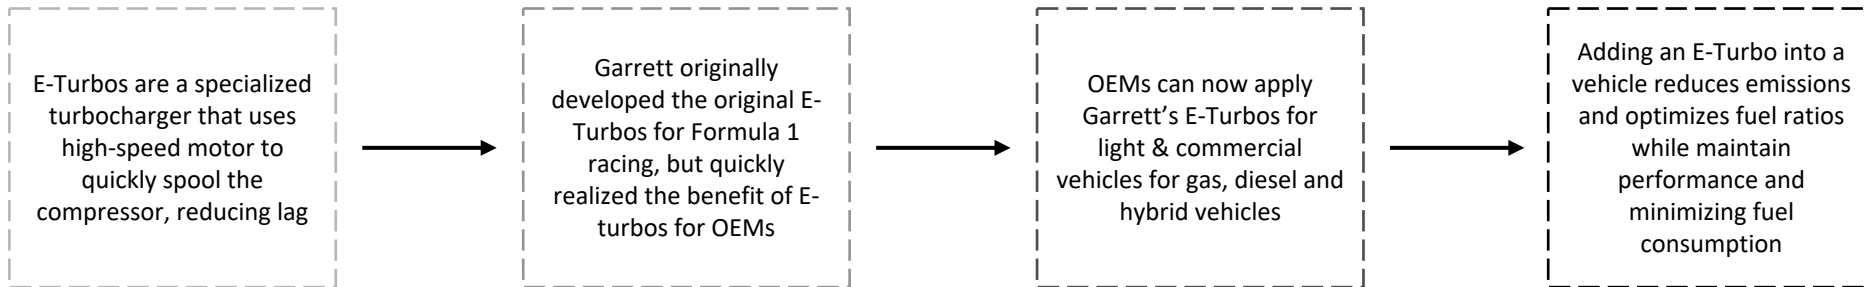 E-Turbos are a specialized
turbocharger that uses
high-speed motor to
quickly spool the
compressor, reducing lag
Garrett originally
developed the original E-
Turbos for Formula 1
racing, but quickly
realized the benefit of E-
turbos for OEMs
OEMs can now apply
Garrett’s E-Turbos for
light & commercial
vehicles for gas, diesel and
hybrid vehicles
Adding an E-Turbo into a
vehicle reduces emissions
and optimizes fuel ratios
while maintain
performance and
minimizing fuel
consumption